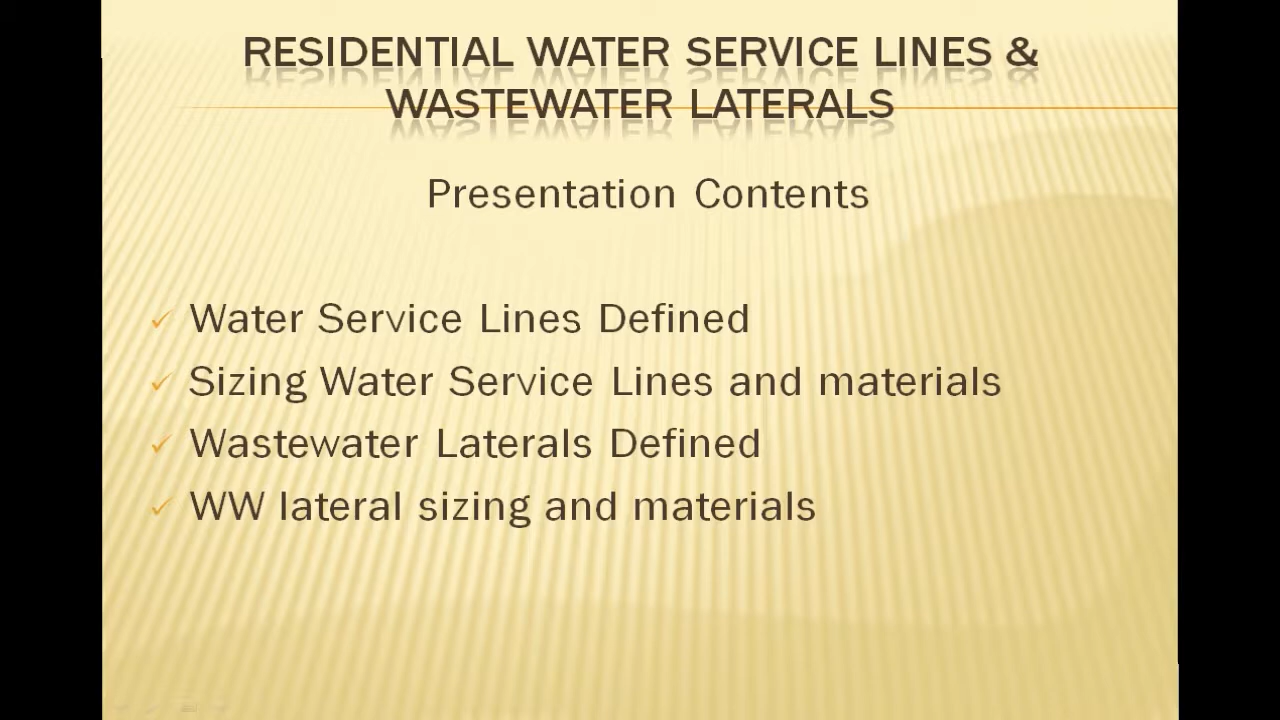 RESIDENTIAL WATER SERVICE LINES &
WASTEWATER LATERALS
Presentation Contents
Water Service Lines Defined
Sizing Water Service Lines and materials
Wastewater Laterals Defined
WW lateral sizing and materials